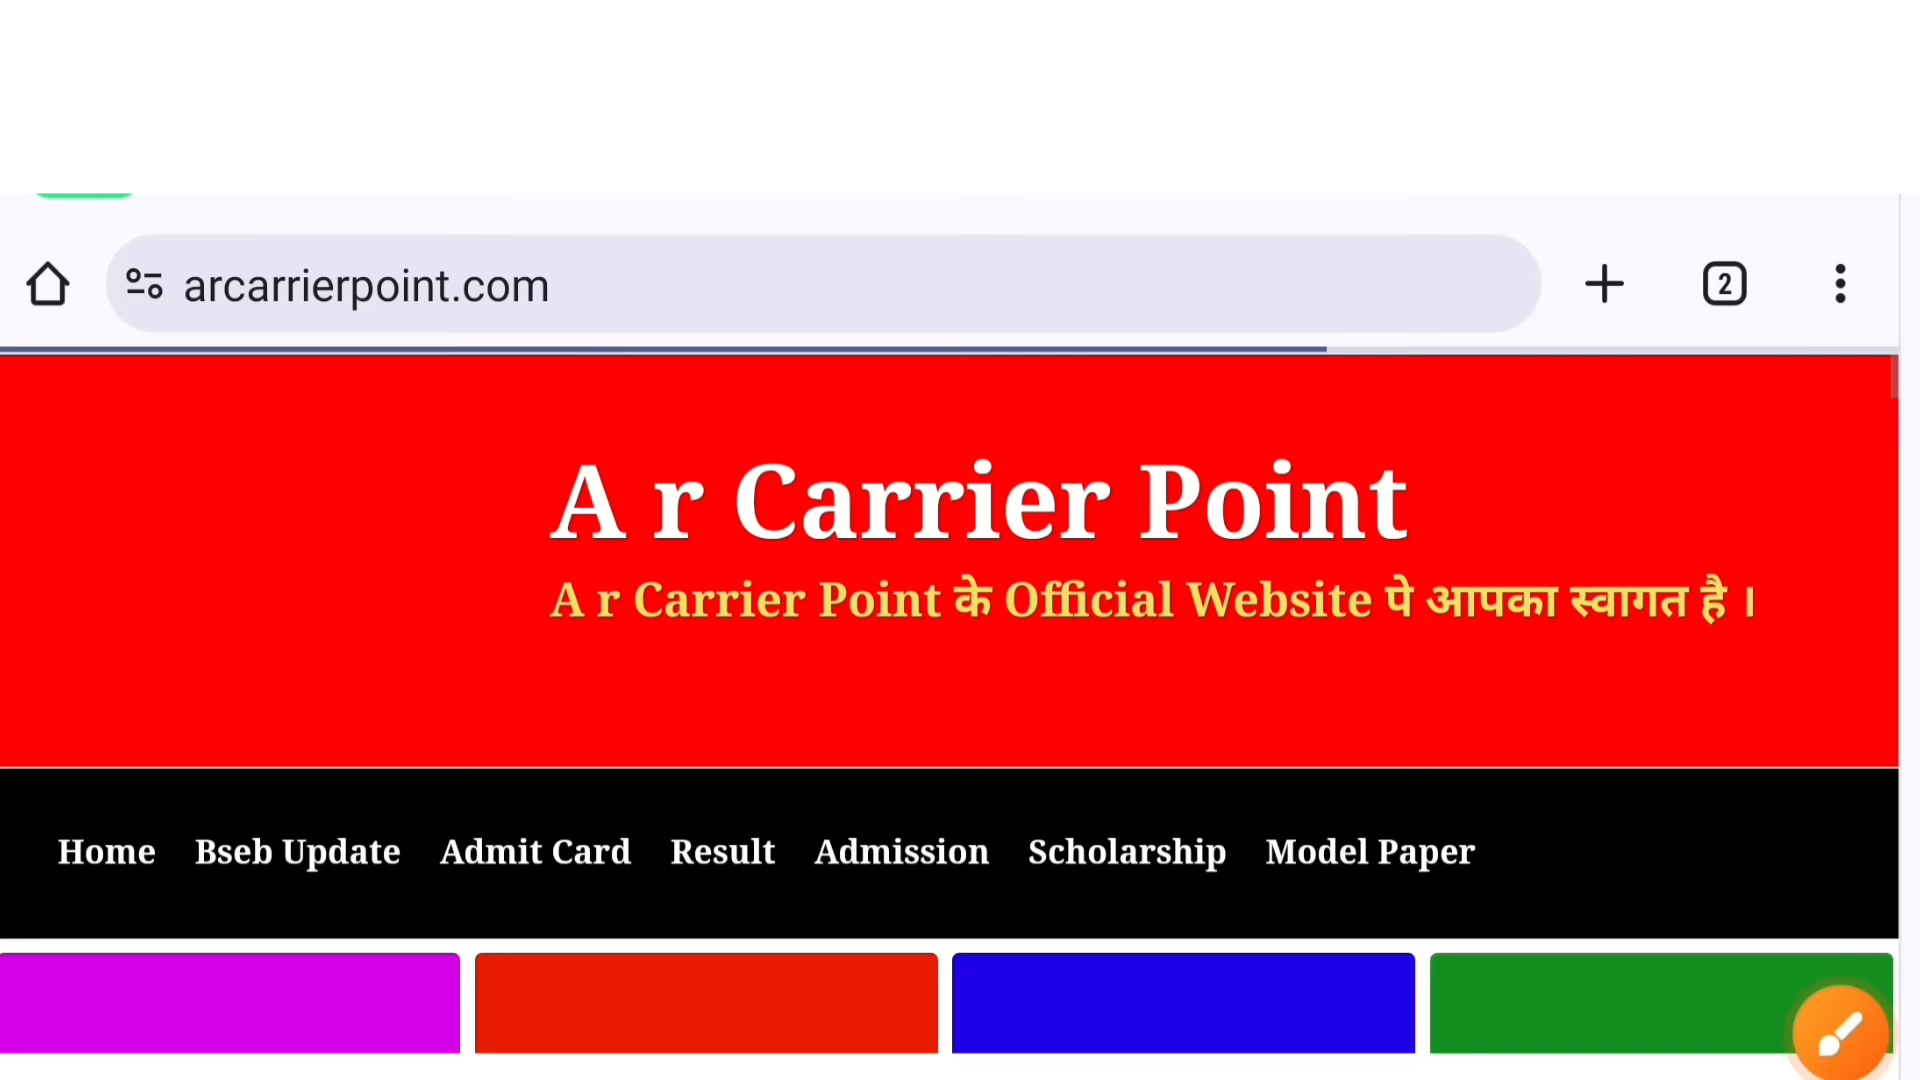 arcarrierpoint.com
2
A r Carrier Point
A r Carrier Point के Official Website पे आपका स्वागत है ।
Home Bseb Update Admit Card Result Admission Scholarship Model Paper